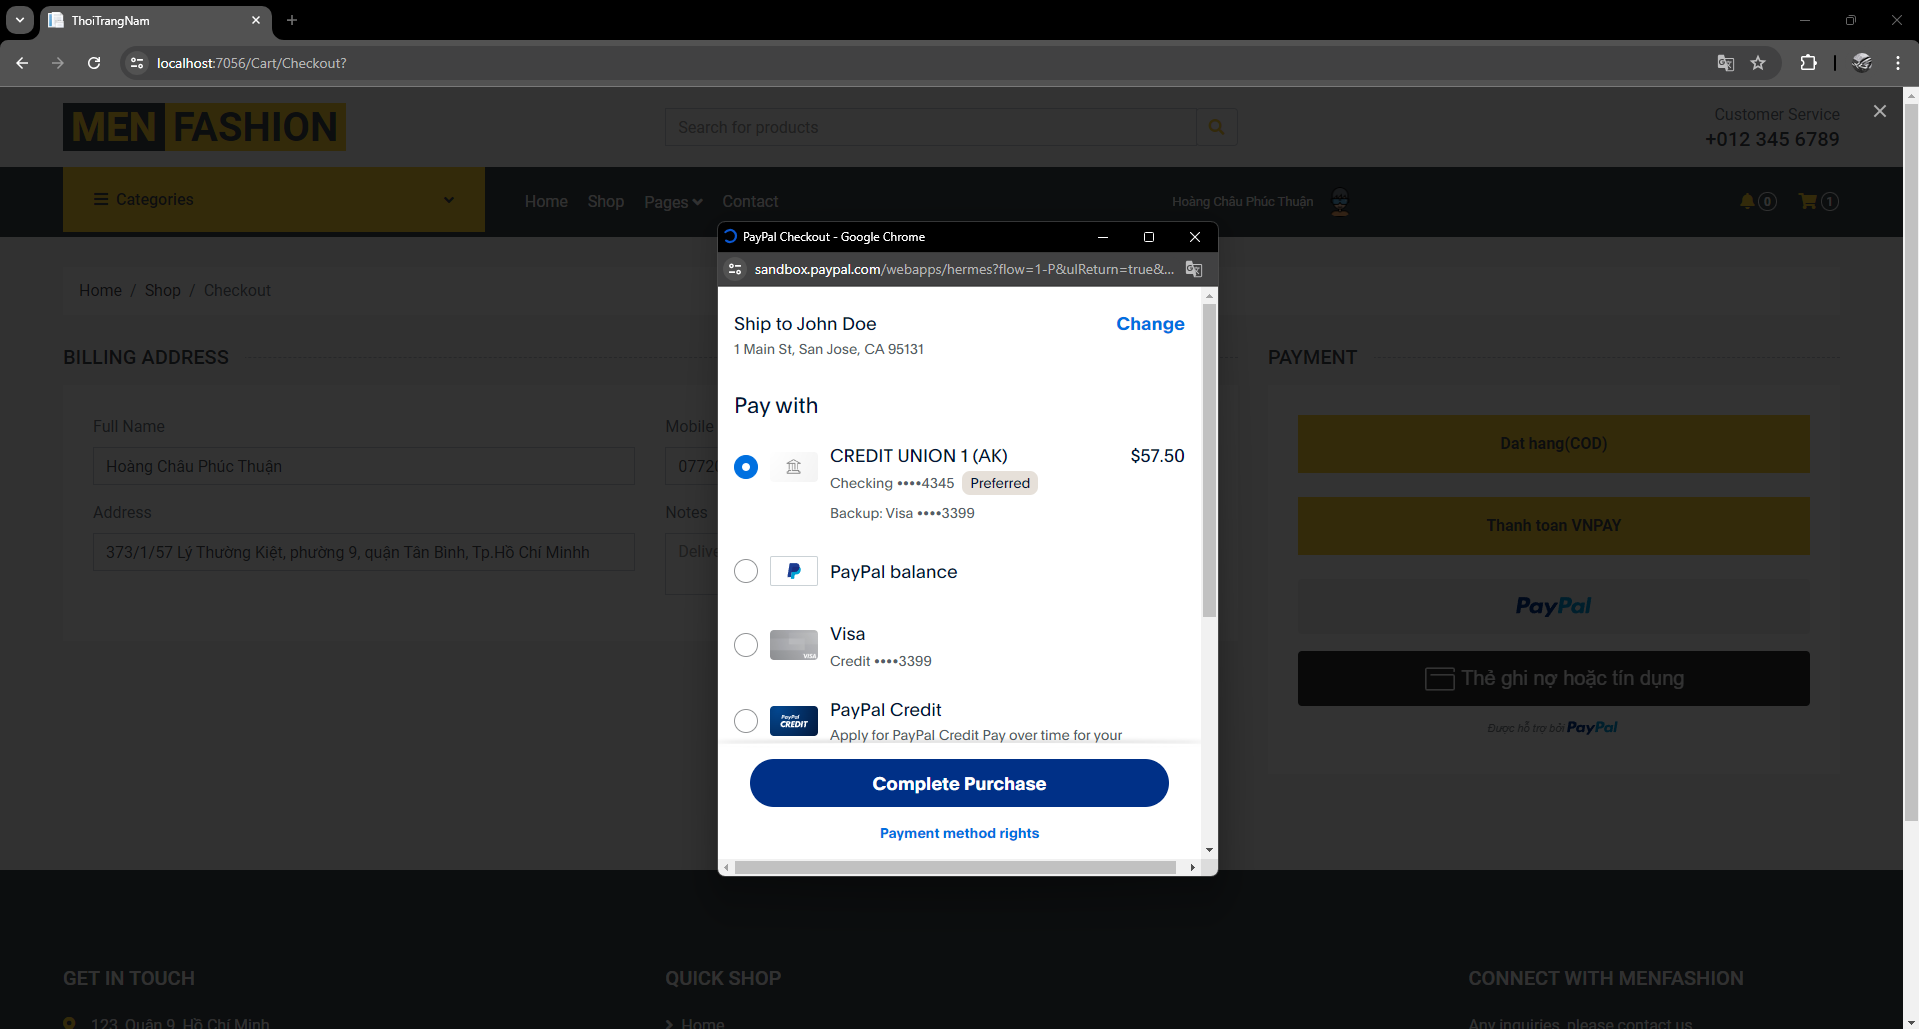 ThoiTrangNam
localhost:7056/Cart/Checkout?
MEN FASHION
Search for products
Customer Service
+012 345 6789
Categories
Home
Shop
Pages
Contact
Hoàng Châu Phúc Thuận
0
1
PayPal Checkout - Google Chrome
sandbox.paypal.com/webapps/hermes?flow=1-P&ulReturn=true&...
Home / Shop / Checkout
BILLING ADDRESS
Full Name
Hoàng Châu Phúc Thuận
Mobile
0772
Address
373/1/57 Lý Thường Kiệt, phường 9, quận Tân Bình, Tp.Hồ Chí Minhh
Notes
Delive
Ship to John Doe
Change
1 Main St, San Jose, CA 95131
Pay with
CREDIT UNION 1 (AK)
$57.50
Checking ••••4345
Preferred
Backup: Visa ••••3399
PayPal balance
Visa
VISA
Credit ••••3399
PayPal CREDIT
PayPal Credit
Apply for PayPal Credit Pay over time for your
Complete Purchase
Payment method rights
PAYMENT
Dat hang(COD)
Thanh toan VNPAY
PayPal
Thẻ ghi nợ hoặc tín dụng
Được hỗ trợ bởi PayPal
GET IN TOUCH
123, Quận 9, Hồ Chí Minh
QUICK SHOP
Home
CONNECT WITH MENFASHION
Any inquiries, please contact us